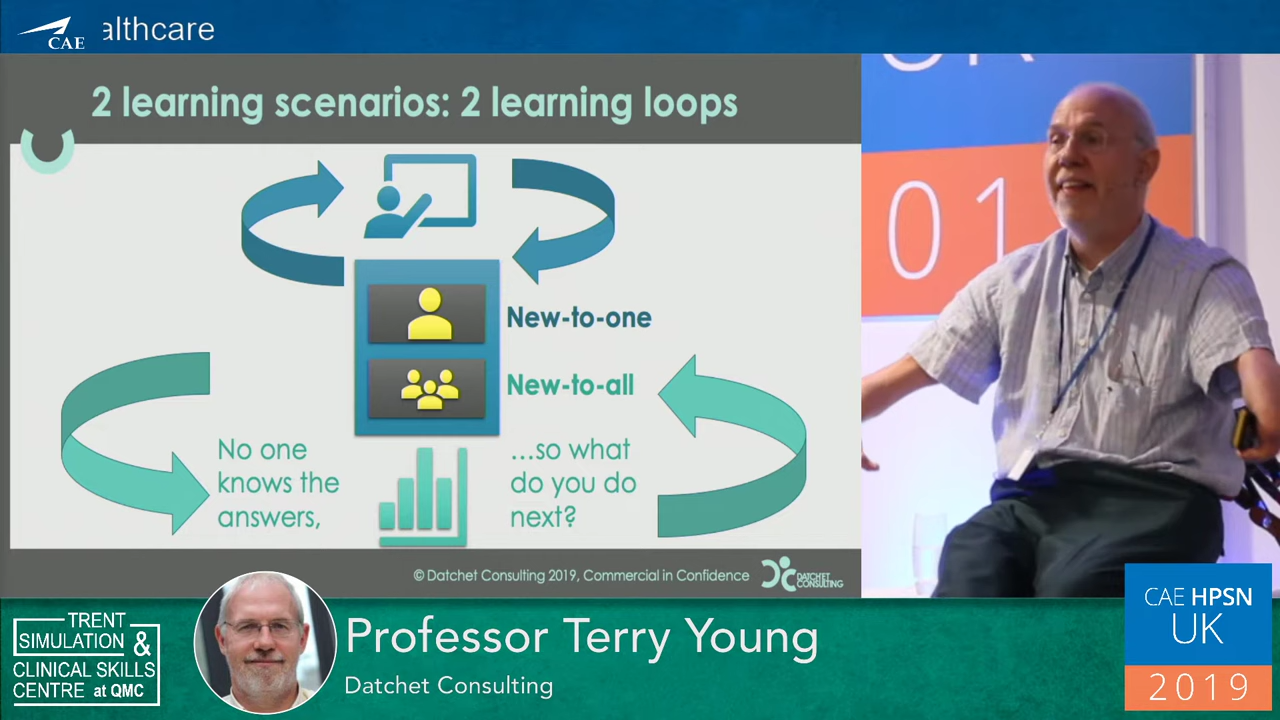 CAE
althcare
2 learning scenarios: 2 learning loops
New-to-one
New-to-all
No one
knows the
answers,
...so what
do you do
next?
© Datchet Consulting 2019, Commercial in Confidence
DATCHET
CONSULTING
01
TRENT
SIMULATION &
CLINICAL SKILLS
CENTRE at QMC
Professor Terry Young
Datchet Consulting
CAE HPSN
UK
2019